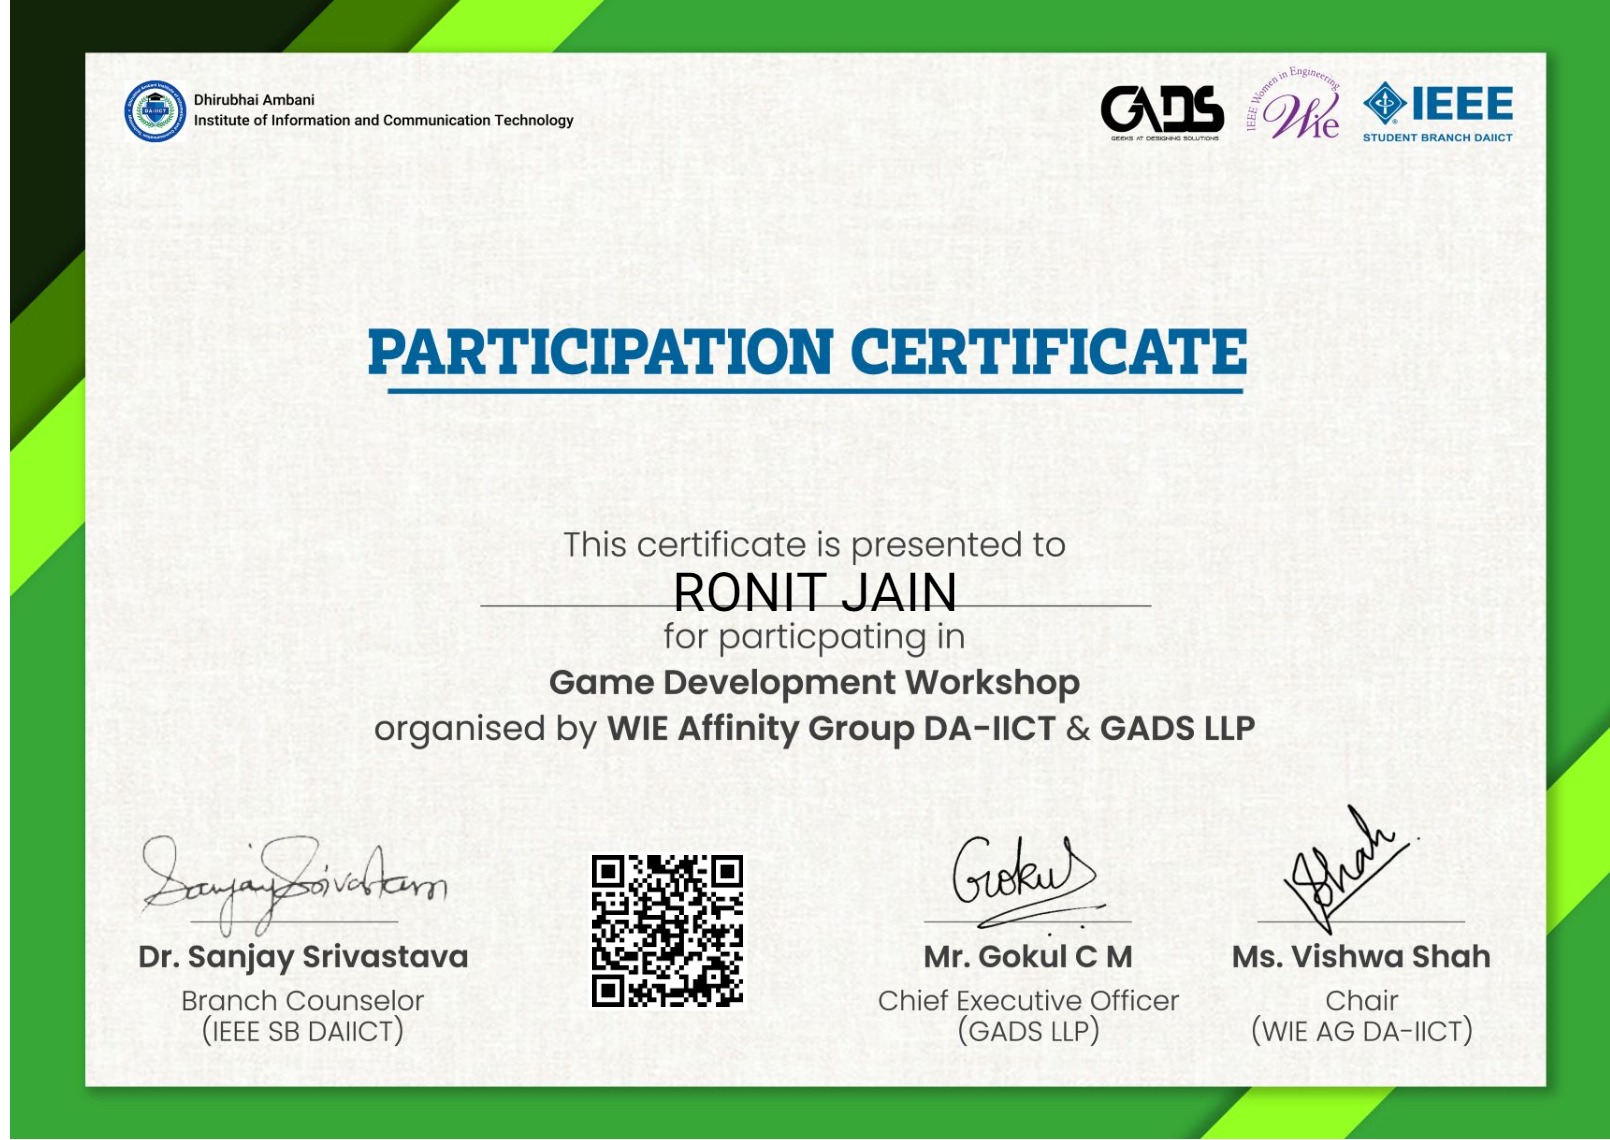 Dhirubhai Ambani
Institute of Information and Communication Technology
GADS
GEEKS AT DESIGNING SOLUTIONS
IEEE Women in Engineering
Wie
IEEE
STUDENT BRANCH DAIICT
PARTICIPATION CERTIFICATE
This certificate is presented to
RONIT JAIN
for particpating in
Game Development Workshop
organised by WIE Affinity Group DA-IICT & GADS LLP
Sanjay Srivastava
Gokul
VShah
Dr. Sanjay Srivastava
Mr. Gokul C M
Ms. Vishwa Shah
Branch Counselor
Chief Executive Officer
Chair
(IEEE SB DAIICT)
(GADS LLP)
(WIE AG DA-IICT)